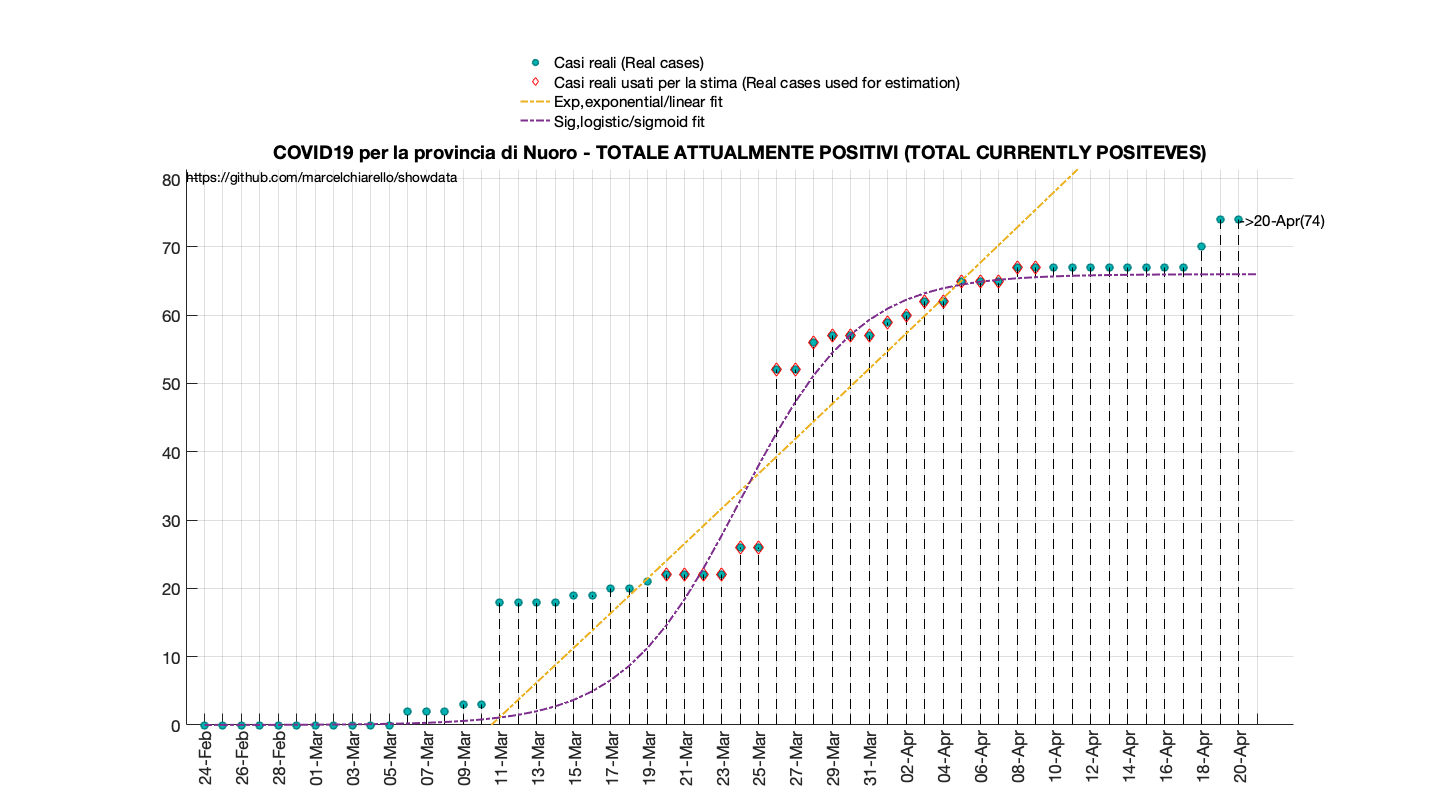 Casi reali (Real cases)
Casi reali usati per la stima (Real cases used for estimation)
Exp,exponential/linear fit
Sig,logistic/sigmoid fit
COVID19 per la provincia di Nuoro - TOTALE ATTUALMENTE POSITIVI (TOTAL CURRENTLY POSITEVES)
https://github.com/marcelchiarello/showdata
80
70
60
50
40
30
20
10
0
->20-Apr(74)
24-Feb
26-Feb
28-Feb
01-Mar
03-Mar
05-Mar
07-Mar
09-Mar
11-Mar
13-Mar
15-Mar
17-Mar
19-Mar
21-Mar
23-Mar
25-Mar
27-Mar
29-Mar
31-Mar
02-Apr
04-Apr
06-Apr
08-Apr
10-Apr
12-Apr
14-Apr
16-Apr
18-Apr
20-Apr